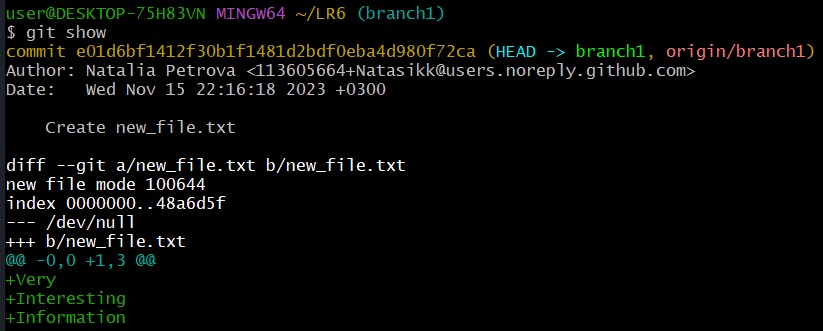 user@DESKTOP-75H83VN MINGW64 ~/LR6 (branch1)
$ git show
commit e01d6bf1412f30b1f1481d2bdf0eba4d980f72ca (HEAD -> branch1, origin/branch1)
Author: Natalia Petrova <113605664+Natasikk@users.noreply.github.com>
Date:   Wed Nov 15 22:16:18 2023 +0300

    Create new_file.txt

diff --git a/new_file.txt b/new_file.txt
new file mode 100644
index 0000000..48a6d5f
--- /dev/null
+++ b/new_file.txt
@@ -0,0 +1,3 @@
+Very
+Interesting
+Information